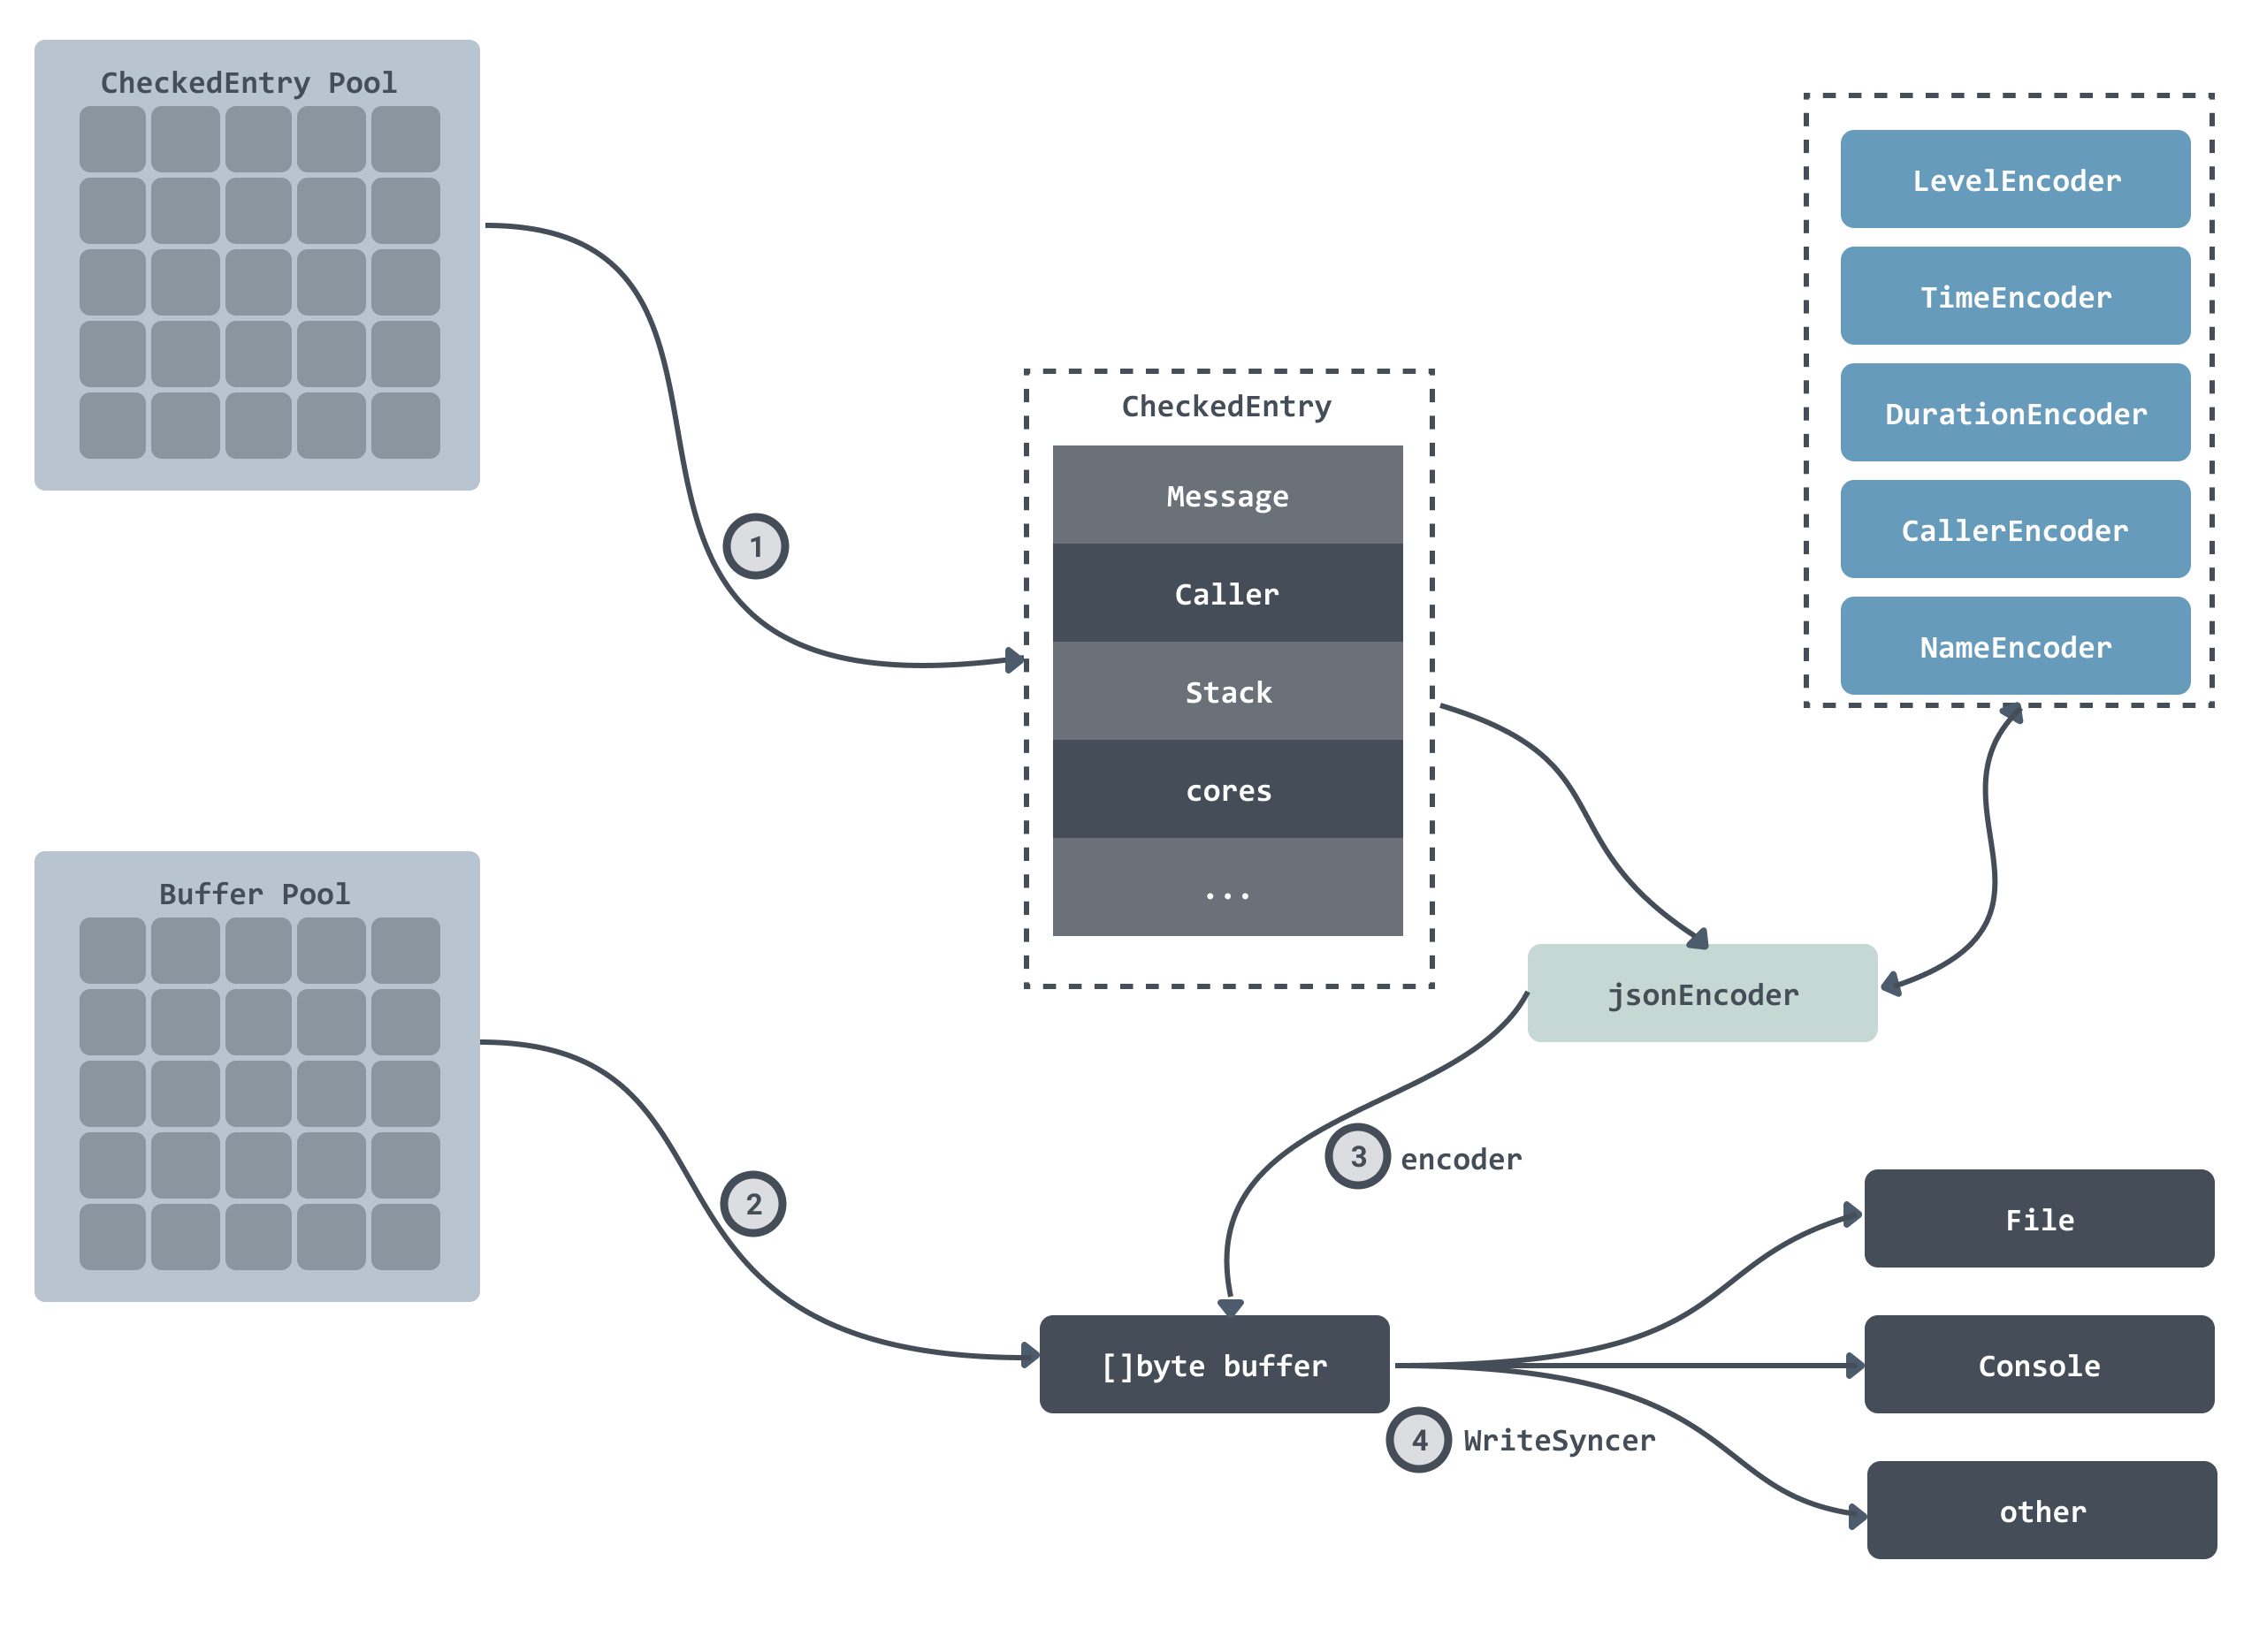 CheckedEntry Pool
1
CheckedEntry
Message
Caller
Stack
cores
...
LevelEncoder
TimeEncoder
DurationEncoder
CallerEncoder
NameEncoder
Buffer Pool
2
jsonEncoder
3 encoder
[]byte buffer
4 WriteSyncer
File
Console
other